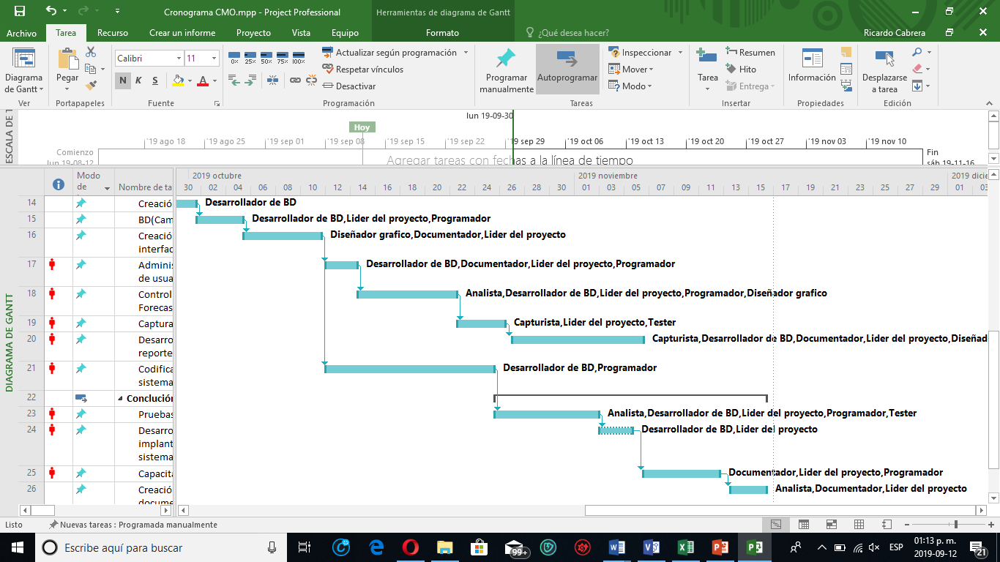 Cronograma CMO.mpp - Project Professional
Herramientas de diagrama de Gantt
Archivo Tarea Recurso Crear un informe Proyecto Vista Equipo Formato ¿Qué desea hacer? Ricardo Cabrera
Diagrama de Gantt
Ver
Pegar
Portapapeles
Calibri 11
N K S A
Fuente
0% 25% 50% 75% 100%
Actualizar según programación
Respetar vínculos
Desactivar
Programación
Programar manualmente
Autoprogramar
Inspeccionar
Mover
Modo
Tareas
Tarea
Resumen
Hito
Entrega
Insertar
Información
Propiedades
Desplazarse a tarea
Edición
ESCALA DE T
lun 19-09-30
Hoy
'19 ago 18 '19 ago 25 '19 sep 01 '19 sep 08 '19 sep 15 '19 sep 22 '19 sep 29 '19 oct 06 '19 oct 13 '19 oct 20 '19 oct 27 '19 nov 03 '19 nov 10
Comienzo
lun 19-08-12
Agregar tareas con fechas a la línea de tiempo
Fin
sáb 19-11-16
DIAGRAMA DE GANTT
Modo de
Nombre de ta
2019 octubre 2019 noviembre 2019 dicie
30 02 04 06 08 10 12 14 16 18 20 22 24 26 28 30 01 03 05 07 09 11 13 15 17 19 21 23 25 27 29 01 03
14 Creación Desarrollador de BD
15 BD(Cam Desarrollador de BD,Lider del proyecto,Programador
16 Creación Diseñador grafico,Documentador,Lider del proyecto
interfac
17 Adminis Desarrollador de BD,Documentador,Lider del proyecto,Programador
de usua
18 Control Analista,Desarrollador de BD,Lider del proyecto,Programador,Diseñador grafico
Forecas
19 Captura Capturista,Lider del proyecto,Tester
20 Desarro Capturista,Desarrollador de BD,Documentador,Lider del proyecto,Diseñad
reporte
21 Codifica Desarrollador de BD,Programador
sistema
22 Conclución
23 Pruebas Analista,Desarrollador de BD,Lider del proyecto,Programador,Tester
24 Desarro Desarrollador de BD,Lider del proyecto
implant
sistema
25 Capacita Documentador,Lider del proyecto,Programador
26 Creación Analista,Documentador,Lider del proyecto
docume
Listo Nuevas tareas : Programada manualmente
Escribe aquí para buscar
99+
ESP
01:13 p. m.
2019-09-12
21